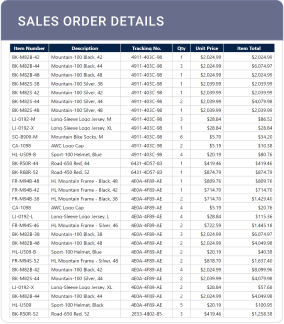 SALES ORDER DETAILS
Item Number Description Tracking No. Qty Unit Price Item Total
BK-M82B-42 Mountain-100 Black, 42 4911-403C-98 1 $2,024.99 $2,024.99
BK-M82B-44 Mountain-100 Black, 44 4911-403C-98 3 $2,024.99 $6,074.97
BK-M82B-48 Mountain-100 Black, 48 4911-403C-98 1 $2,024.99 $2,024.99
BK-M82S-38 Mountain-100 Silver, 38 4911-403C-98 1 $2,039.99 $2,039.99
BK-M82S-42 Mountain-100 Silver, 42 4911-403C-98 1 $2,039.99 $2,039.99
BK-M82S-44 Mountain-100 Silver, 44 4911-403C-98 2 $2,039.99 $4,079.98
BK-M82S-48 Mountain-100 Silver, 48 4911-403C-98 1 $2,039.99 $2,039.99
LJ-0192-M Long-Sleeve Logo Jersey, M 4911-403C-98 3 $28.84 $86.52
LJ-0192-X Long-Sleeve Logo Jersey, XL 4911-403C-98 1 $28.84 $28.84
SO-B909-M Mountain Bike Socks, M 4911-403C-98 6 $5.70 $34.20
CA-1098 AWC Logo Cap 4911-403C-98 2 $5.19 $10.38
HL-U509-B Sport-100 Helmet, Blue 4911-403C-98 4 $20.19 $80.76
BK-R50R-44 Road-650 Red, 44 6431-4D57-83 1 $419.46 $419.46
BK-R68R-52 Road-450 Red, 52 6431-4D57-83 1 $874.79 $874.79
FR-M94B-48 HL Mountain Frame - Black, 48 4E0A-4F89-AE 1 $809.76 $809.76
FR-M94B-42 HL Mountain Frame - Black, 42 4E0A-4F89-AE 1 $714.70 $714.70
FR-M94B-38 HL Mountain Frame - Black, 38 4E0A-4F89-AE 2 $714.70 $1,429.40
CA-1098 AWC Logo Cap 4E0A-4F89-AE 4 $5.19 $20.76
LJ-0192-L Long-Sleeve Logo Jersey, L 4E0A-4F89-AE 4 $28.84 $115.36
FR-M94S-46 HL Mountain Frame - Silver, 46 4E0A-4F89-AE 2 $722.59 $1,445.18
BK-M82B-38 Mountain-100 Black, 38 4E0A-4F89-AE 3 $2,024.99 $6,074.97
BK-M82B-48 Mountain-100 Black, 48 4E0A-4F89-AE 2 $2,024.99 $4,049.98
HL-U509-B Sport-100 Helmet, Blue 4E0A-4F89-AE 2 $20.19 $40.38
FR-M94S-52 HL Mountain Frame - Silver, 48 4E0A-4F89-AE 2 $818.70 $1,637.40
BK-M82B-42 Mountain-100 Black, 42 4E0A-4F89-AE 4 $2,024.99 $8,099.96
BK-M82S-44 Mountain-100 Silver, 44 4E0A-4F89-AE 2 $2,039.99 $4,079.98
LJ-0192-X Long-Sleeve Logo Jersey, XL 4E0A-4F89-AE 2 $28.84 $57.68
BK-M82B-44 Mountain-100 Black, 44 4E0A-4F89-AE 2 $2,024.99 $4,049.98
HL-U509 Sport-100 Helmet, Black 4E0A-4F89-AE 5 $20.19 $100.95
BK-R50R-52 Road-650 Red, 52 2E53-4802-85 3 $419.46 $1,258.38